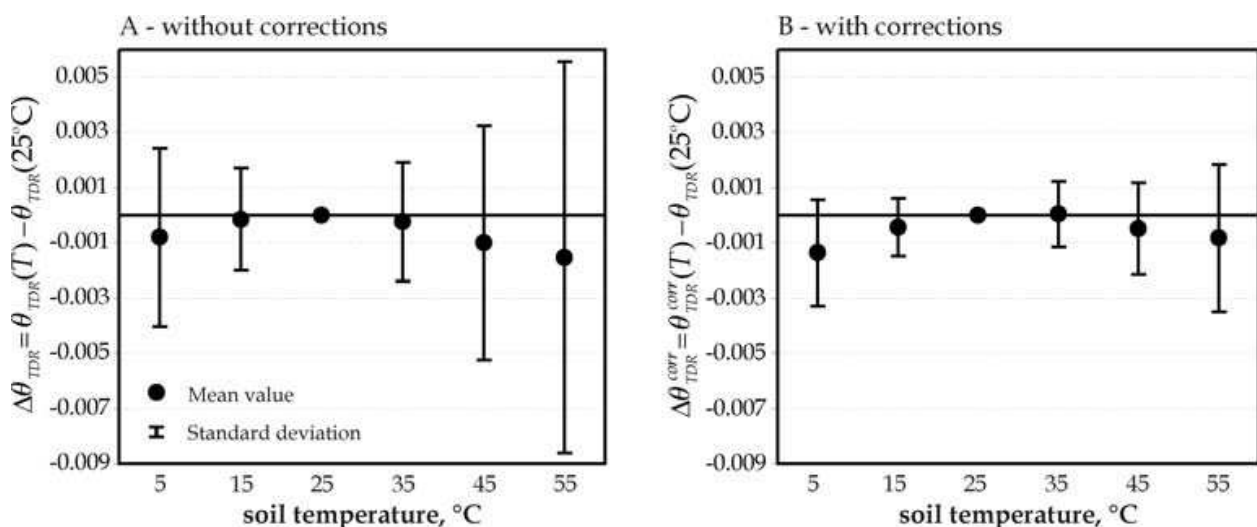 A - without corrections
Δθ_TDR = θ_TDR(T) − θ_TDR(25°C)
0.005
0.003
0.001
-0.001
-0.003
-0.005
-0.007
-0.009
Mean value
Standard deviation
5 15 25 35 45 55
soil temperature, °C
B - with corrections
Δθ_TDR^corr = θ_TDR^corr(T) − θ_TDR(25°C)
0.005
0.003
0.001
-0.001
-0.003
-0.005
-0.007
-0.009
5 15 25 35 45 55
soil temperature, °C